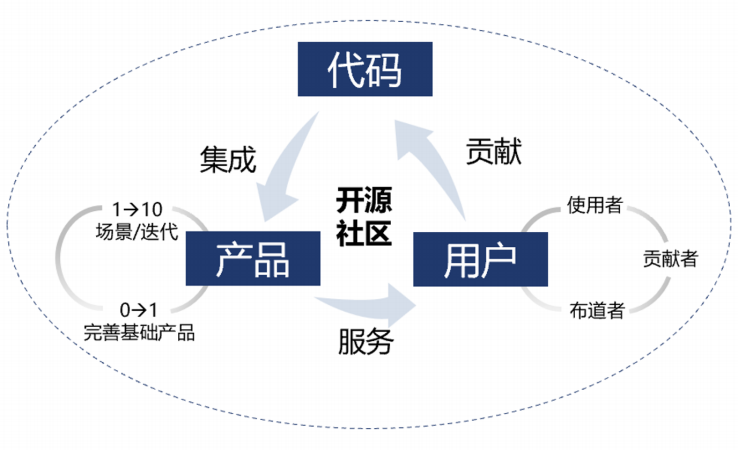 代码
集成
贡献
开源
社区
1→10
场景/迭代
产品
0→1
完善基础产品
服务
用户
使用者
贡献者
布道者